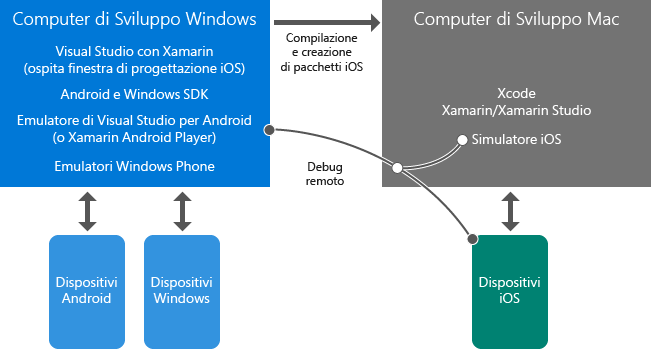 Computer di Sviluppo Windows
Visual Studio con Xamarin
(ospita finestra di progettazione iOS)
Android e Windows SDK
Emulatore di Visual Studio per Android
(o Xamarin Android Player)
Emulatori Windows Phone
Compilazione
e creazione
di pacchetti iOS
Debug
remoto
Computer di Sviluppo Mac
Xcode
Xamarin/Xamarin Studio
Simulatore iOS
Dispositivi
Android
Dispositivi
Windows
Dispositivi
iOS